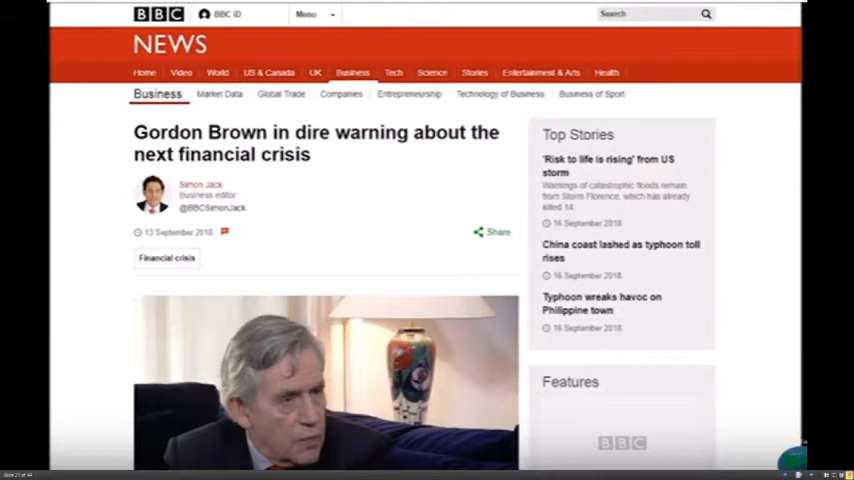 BBC
BBC iD
Menu
Search
NEWS
Home
Video
World
US & Canada
UK
Business
Tech
Science
Stories
Entertainment & Arts
Health
Business
Market Data
Global Trade
Companies
Entrepreneurship
Technology of Business
Business of Sport
Gordon Brown in dire warning about the
next financial crisis
Simon Jack
Business editor
@BBCSimonJack
13 September 2018
Share
Financial crisis
Top Stories
'Risk to life is rising' from US
storm
Warnings of catastrophic floods remain
from Storm Florence, which has already
killed 14.
16 September 2018
China coast lashed as typhoon toll
rises
16 September 2018
Typhoon wreaks havoc on
Philippine town
16 September 2018
Features
BBC
Slide 21 of 44